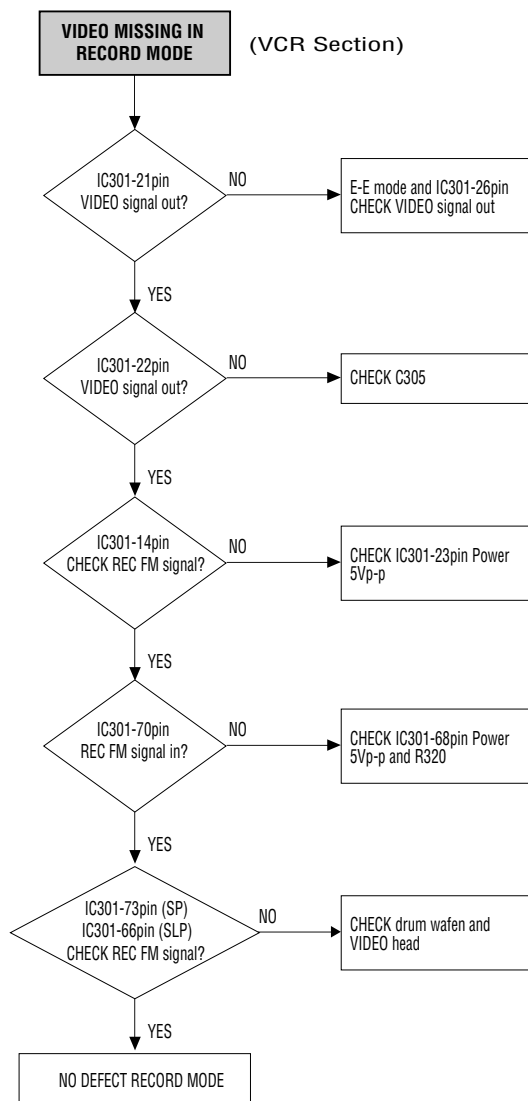 VIDEO MISSING IN
RECORD MODE
(VCR Section)
IC301-21pin
VIDEO signal out?
NO
E-E mode and IC301-26pin
CHECK VIDEO signal out
YES
IC301-22pin
VIDEO signal out?
NO
CHECK C305
YES
IC301-14pin
CHECK REC FM signal?
NO
CHECK IC301-23pin Power
5Vp-p
YES
IC301-70pin
REC FM signal in?
NO
CHECK IC301-68pin Power
5Vp-p and R320
YES
IC301-73pin (SP)
IC301-66pin (SLP)
CHECK REC FM signal?
NO
CHECK drum wafen and
VIDEO head
YES
NO DEFECT RECORD MODE